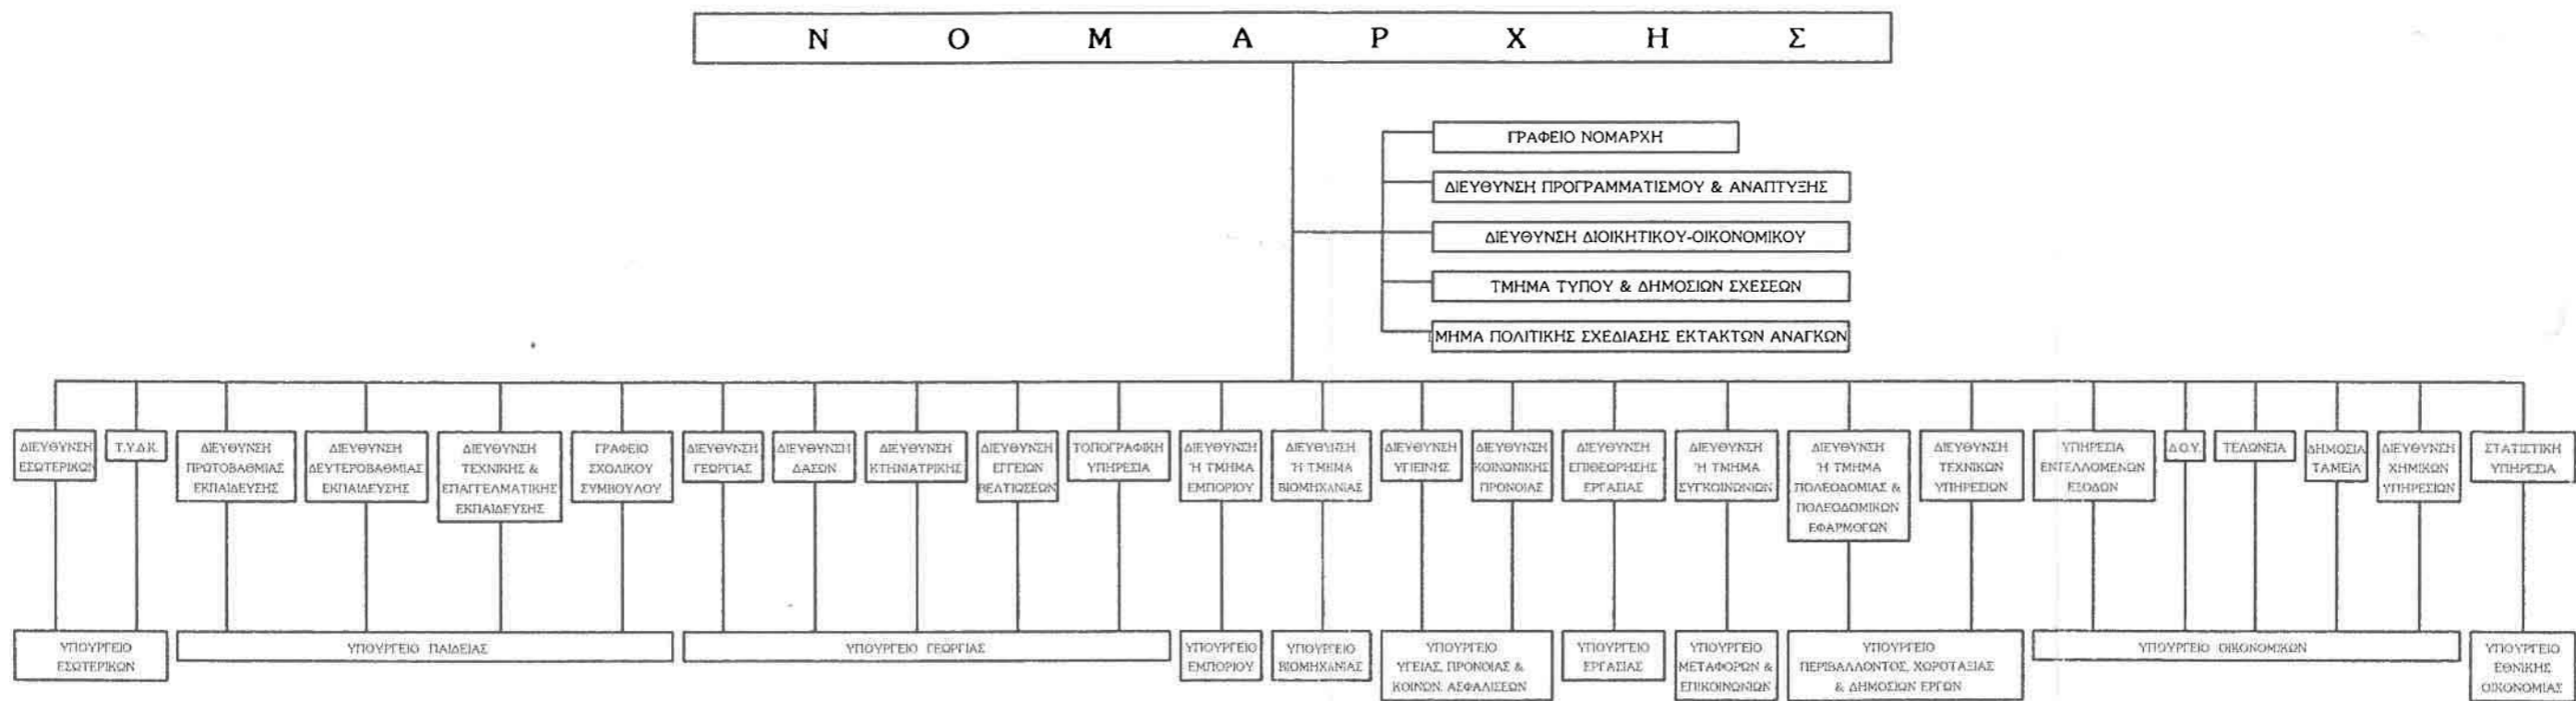 Ν Ο Μ Α Ρ Χ Η Σ
ΓΡΑΦΕΙΟ ΝΟΜΑΡΧΗ
ΔΙΕΥΘΥΝΣΗ ΠΡΟΓΡΑΜΜΑΤΙΣΜΟΥ & ΑΝΑΠΤΥΞΗΣ
ΔΙΕΥΘΥΝΣΗ ΔΙΟΙΚΗΤΙΚΟΥ-ΟΙΚΟΝΟΜΙΚΟΥ
ΤΜΗΜΑ ΤΥΠΟΥ & ΔΗΜΟΣΙΩΝ ΣΧΕΣΕΩΝ
ΤΜΗΜΑ ΠΟΛΙΤΙΚΗΣ ΣΧΕΔΙΑΣΗΣ ΕΚΤΑΚΤΩΝ ΑΝΑΓΚΩΝ
ΔΙΕΥΘΥΝΣΗ
ΕΣΩΤΕΡΙΚΩΝ
Τ.Υ.Δ.Κ.
ΔΙΕΥΘΥΝΣΗ
ΠΡΩΤΟΒΑΘΜΙΑΣ
ΕΚΠΑΙΔΕΥΣΗΣ
ΔΙΕΥΘΥΝΣΗ
ΔΕΥΤΕΡΟΒΑΘΜΙΑΣ
ΕΚΠΑΙΔΕΥΣΗΣ
ΔΙΕΥΘΥΝΣΗ
ΤΕΧΝΙΚΗΣ &
ΕΠΑΓΓΕΛΜΑΤΙΚΗΣ
ΕΚΠΑΙΔΕΥΣΗΣ
ΓΡΑΦΕΙΟ
ΣΧΟΛΙΚΟΥ
ΣΥΜΒΟΥΛΟΥ
ΔΙΕΥΘΥΝΣΗ
ΓΕΩΡΓΙΑΣ
ΔΙΕΥΘΥΝΣΗ
ΔΑΣΩΝ
ΔΙΕΥΘΥΝΣΗ
ΚΤΗΝΙΑΤΡΙΚΗΣ
ΔΙΕΥΘΥΝΣΗ
ΕΓΓΕΙΩΝ
ΒΕΛΤΙΩΣΕΩΝ
ΤΟΠΟΓΡΑΦΙΚΗ
ΥΠΗΡΕΣΙΑ
ΔΙΕΥΘΥΝΣΗ
Ή ΤΜΗΜΑ
ΕΜΠΟΡΙΟΥ
ΔΙΕΥΘΥΝΣΗ
Ή ΤΜΗΜΑ
ΒΙΟΜΗΧΑΝΙΑΣ
ΔΙΕΥΘΥΝΣΗ
ΥΓΙΕΙΝΗΣ
ΔΙΕΥΘΥΝΣΗ
ΚΟΙΝΩΝΙΚΗΣ
ΠΡΟΝΟΙΑΣ
ΔΙΕΥΘΥΝΣΗ
ΕΠΙΘΕΩΡΗΣΗΣ
ΕΡΓΑΣΙΑΣ
ΔΙΕΥΘΥΝΣΗ
Ή ΤΜΗΜΑ
ΣΥΓΚΟΙΝΩΝΙΩΝ
ΔΙΕΥΘΥΝΣΗ
Ή ΤΜΗΜΑ
ΠΟΛΕΟΔΟΜΙΑΣ &
ΠΟΛΕΟΔΟΜΙΚΩΝ
ΕΦΑΡΜΟΓΩΝ
ΔΙΕΥΘΥΝΣΗ
ΤΕΧΝΙΚΩΝ
ΥΠΗΡΕΣΙΩΝ
ΥΠΗΡΕΣΙΑ
ΕΝΤΕΛΛΟΜΕΝΩΝ
ΕΞΟΔΩΝ
Δ.Ο.Υ.
ΤΕΛΩΝΕΙΑ
ΔΗΜΟΣΙΑ
ΤΑΜΕΙΑ
ΔΙΕΥΘΥΝΣΗ
ΧΗΜΙΚΩΝ
ΥΠΗΡΕΣΙΩΝ
ΣΤΑΤΙΣΤΙΚΗ
ΥΠΗΡΕΣΙΑ
ΥΠΟΥΡΓΕΙΟ
ΕΣΩΤΕΡΙΚΩΝ
ΥΠΟΥΡΓΕΙΟ ΠΑΙΔΕΙΑΣ
ΥΠΟΥΡΓΕΙΟ ΓΕΩΡΓΙΑΣ
ΥΠΟΥΡΓΕΙΟ
ΕΜΠΟΡΙΟΥ
ΥΠΟΥΡΓΕΙΟ
ΒΙΟΜΗΧΑΝΙΑΣ
ΥΠΟΥΡΓΕΙΟ
ΥΓΕΙΑΣ, ΠΡΟΝΟΙΑΣ &
ΚΟΙΝΩΝ. ΑΣΦΑΛΙΣΕΩΝ
ΥΠΟΥΡΓΕΙΟ
ΕΡΓΑΣΙΑΣ
ΥΠΟΥΡΓΕΙΟ
ΜΕΤΑΦΟΡΩΝ &
ΕΠΙΚΟΙΝΩΝΙΩΝ
ΥΠΟΥΡΓΕΙΟ
ΠΕΡΙΒΑΛΛΟΝΤΟΣ, ΧΩΡΟΤΑΞΙΑΣ
& ΔΗΜΟΣΙΩΝ ΕΡΓΩΝ
ΥΠΟΥΡΓΕΙΟ ΟΙΚΟΝΟΜΙΚΩΝ
ΥΠΟΥΡΓΕΙΟ
ΕΘΝΙΚΗΣ
ΟΙΚΟΝΟΜΙΑΣ